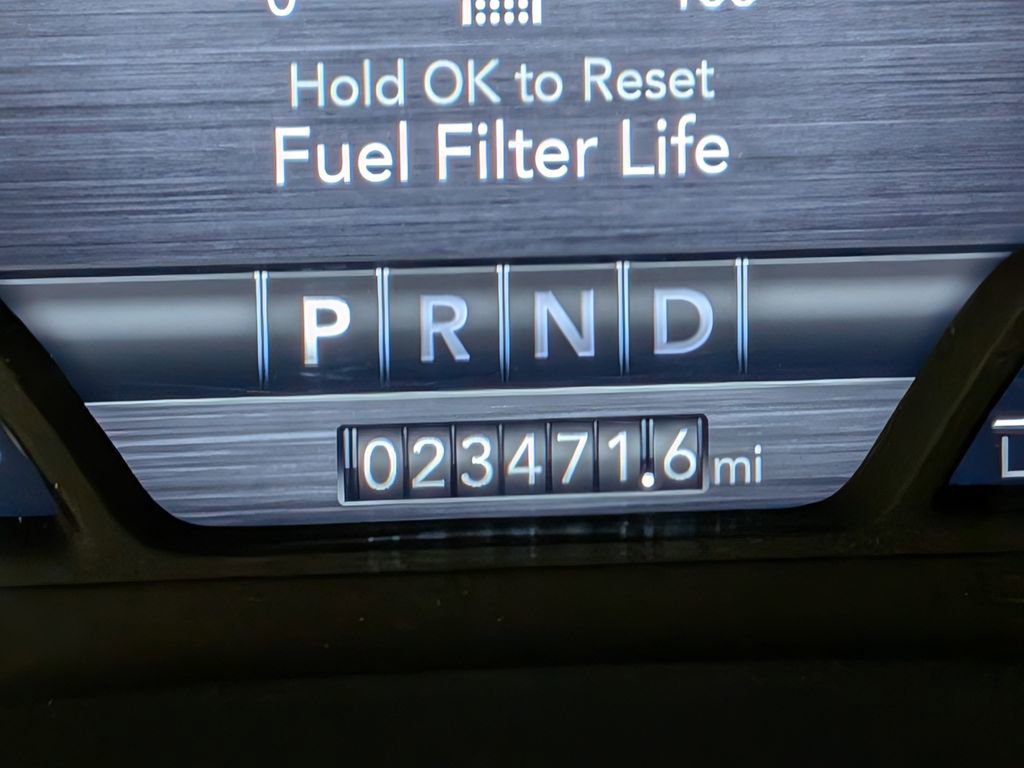 Hold OK to Reset
Fuel Filter Life
P R N D
023471.6 mi